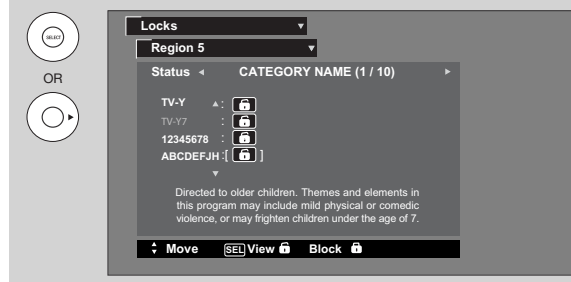 SELECT
OR
Locks
Region 5
Status CATEGORY NAME (1 / 10)
TV-Y :
TV-Y7 :
12345678 :
ABCDEFJH :[ ]
Directed to older children. Themes and elements in
this program may include mild physical or comedic
violence, or may frighten children under the age of 7.
Move SEL View Block